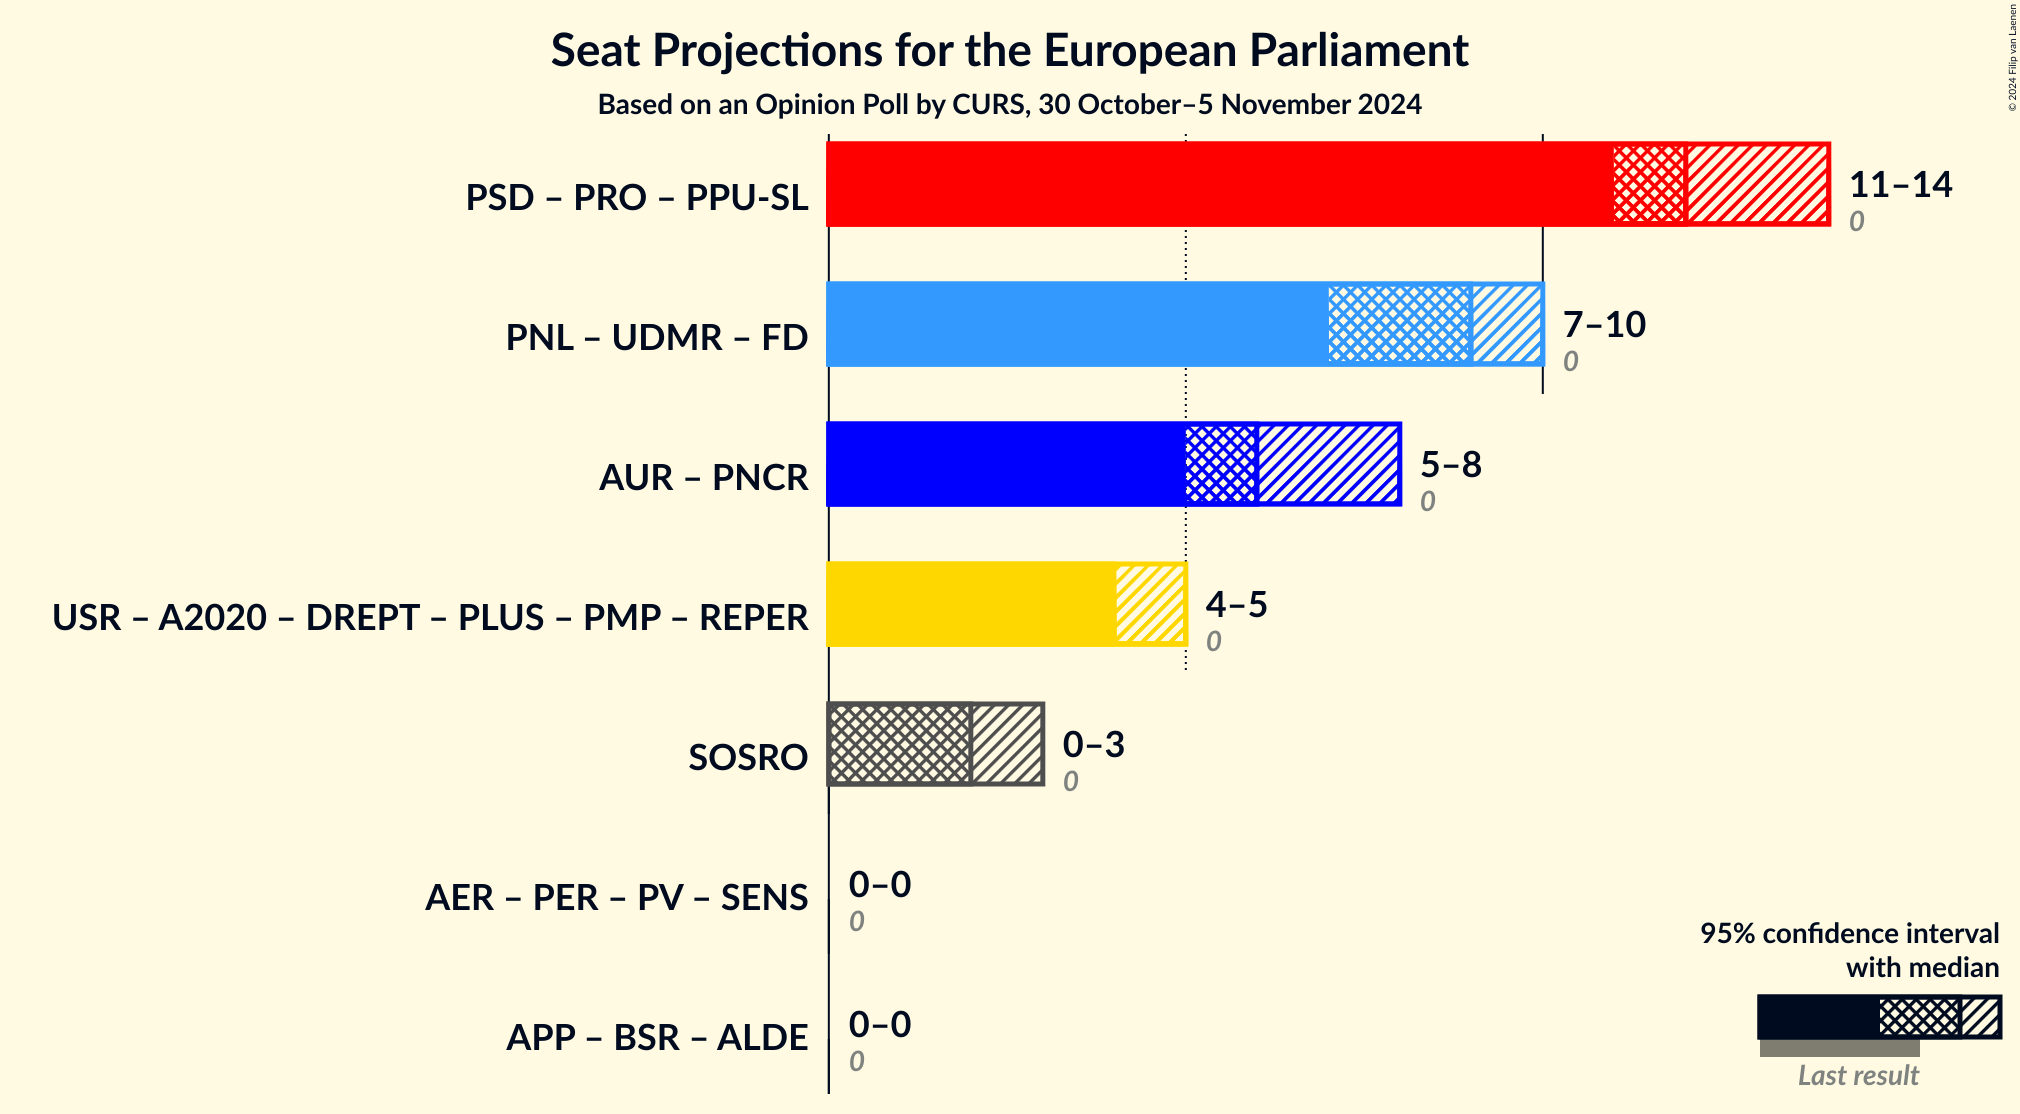 Seat Projections for the European Parliament
Based on an Opinion Poll by CURS, 30 October–5 November 2024
© 2024 Filip van Laenen
PSD – PRO – PPU-SL
11–14
0
PNL – UDMR – FD
7–10
0
AUR – PNCR
5–8
0
USR – A2020 – DREPT – PLUS – PMP – REPER
4–5
0
SOSRO
0–3
0
AER – PER – PV – SENS
0–0
0
APP – BSR – ALDE
0–0
0
95% confidence interval
with median
Last result